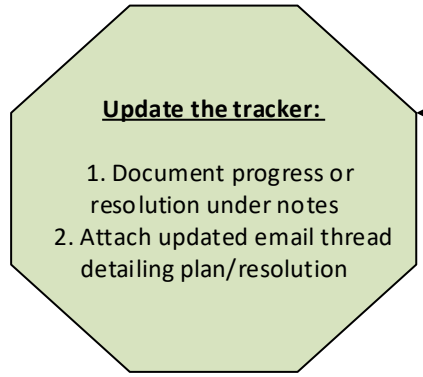 Update the tracker:
1. Document progress or
resolution under notes
2. Attach updated email thread
detailing plan/resolution